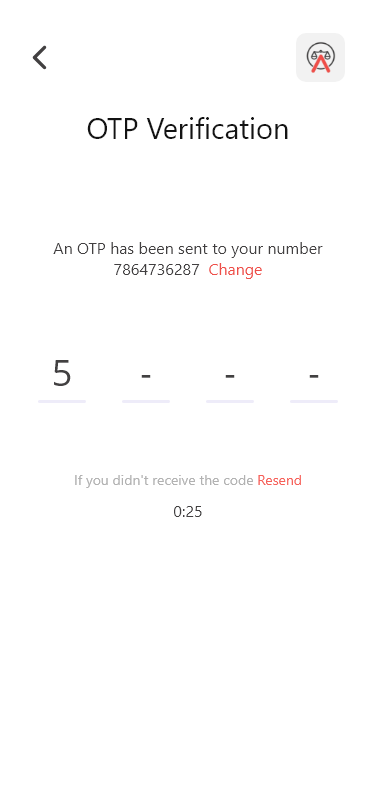 OTP Verification
An OTP has been sent to your number
7864736287 Change
5 - - -
If you didn't receive the code Resend
0:25